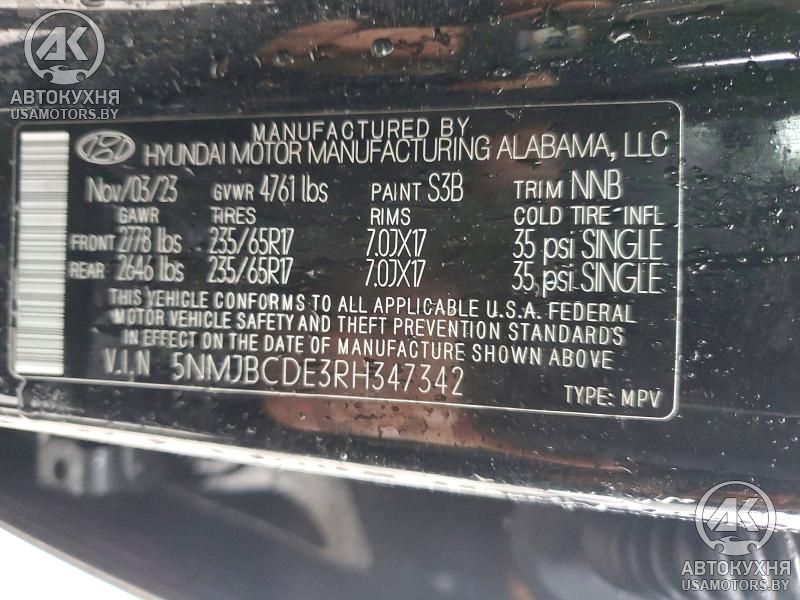 АК
АВТОКУХНЯ
USAMOTORS.BY
MANUFACTURED BY
HYUNDAI MOTOR MANUFACTURING ALABAMA, LLC
Nov/03/23 GVWR 4761 lbs PAINT S3B TRIM NNB
GAWR TIRES RIMS COLD TIRE INFL
FRONT 2778 lbs 235/65R17 7.0JX17 35 psi SINGLE
REAR 2646 lbs 235/65R17 7.0JX17 35 psi SINGLE
THIS VEHICLE CONFORMS TO ALL APPLICABLE U.S.A. FEDERAL
MOTOR VEHICLE SAFETY AND THEFT PREVENTION STANDARDS
IN EFFECT ON THE DATE OF MANUFACTURE SHOWN ABOVE
V.I.N 5NMJBCDE3RH347342
TYPE: MPV
АК
АВТОКУХНЯ
USAMOTORS.BY